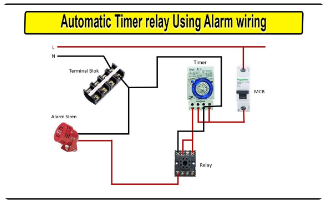 Automatic Timer relay Using Alarm wiring
L
N
Terminal Blok
Timer
MCB
Alarm Siren
Relay